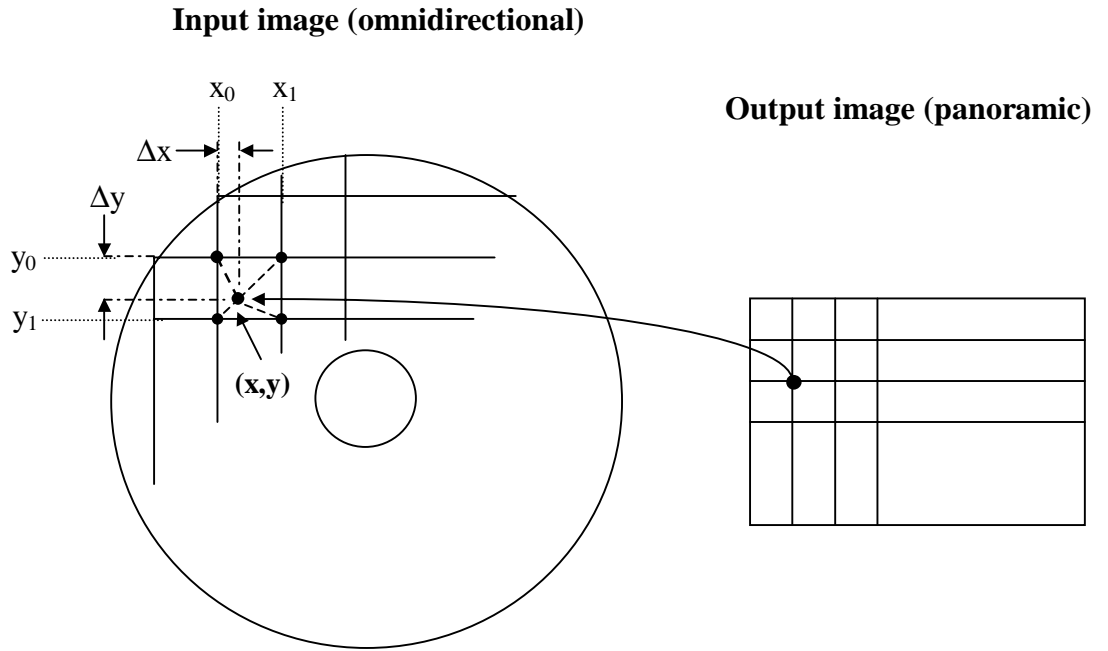 Input image (omnidirectional)
x₀ x₁
Output image (panoramic)
Δx
Δy
y₀
y₁
(x,y)